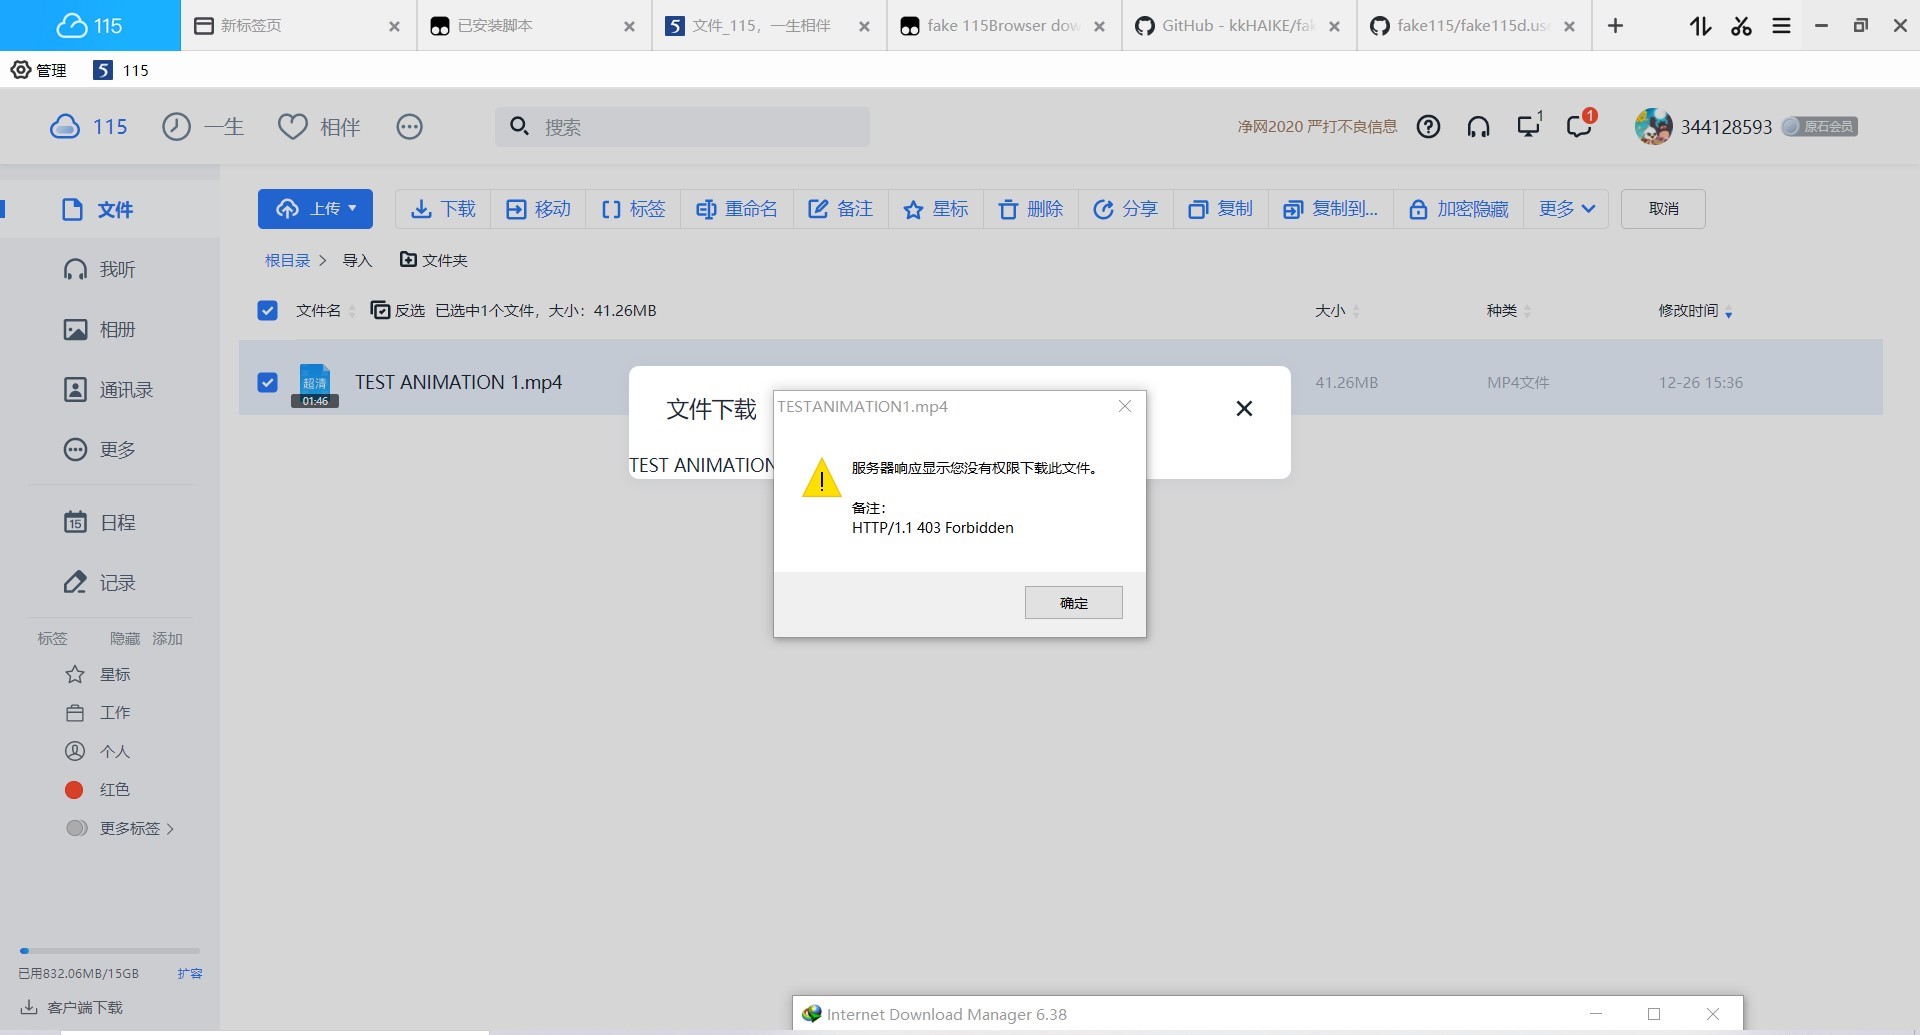 115
新标签页
已安装脚本
5 文件_115，一生相伴
fake 115Browser dow
GitHub - kkHAIKE/fak
fake115/fake115d.use
管理
5 115
115
一生
相伴
搜索
净网2020 严打不良信息
1
1
344128593
原石会员
文件
我听
相册
通讯录
更多
15 日程
记录
标签 隐藏 添加
星标
工作
个人
红色
更多标签
已用832.06MB/15GB 扩容
客户端下载
上传
下载
移动
标签
重命名
备注
星标
删除
分享
复制
复制到...
加密隐藏
更多
取消
根目录 > 导入 文件夹
文件名 反选 已选中1个文件，大小：41.26MB 大小 种类 修改时间
超清
01:46
TEST ANIMATION 1.mp4 41.26MB MP4文件 12-26 15:36
文件下载
TEST ANIMATION
TESTANIMATION1.mp4
服务器响应显示您没有权限下载此文件。
备注：
HTTP/1.1 403 Forbidden
确定
Internet Download Manager 6.38